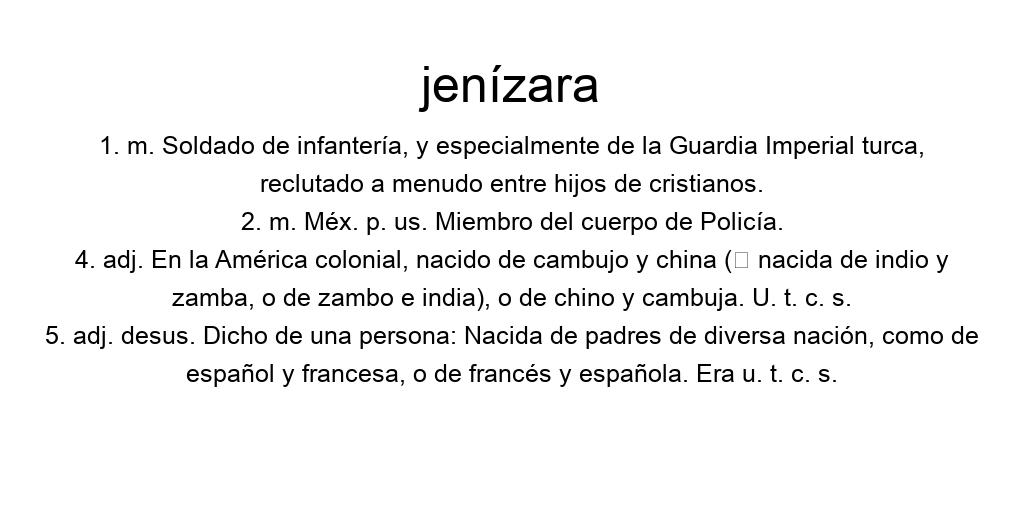 jenízara
1. m. Soldado de infantería, y especialmente de la Guardia Imperial turca,
reclutado a menudo entre hijos de cristianos.
2. m. Méx. p. us. Miembro del cuerpo de Policía.
4. adj. En la América colonial, nacido de cambujo y china (□ nacida de indio y
zamba, o de zambo e india), o de chino y cambuja. U. t. c. s.
5. adj. desus. Dicho de una persona: Nacida de padres de diversa nación, como de
español y francesa, o de francés y española. Era u. t. c. s.